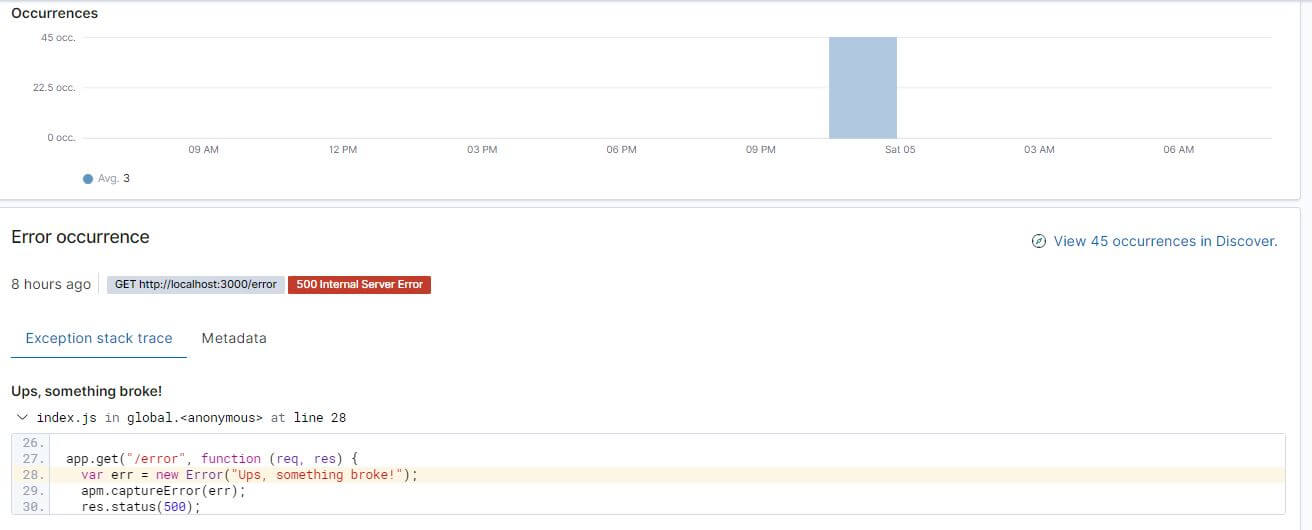 Occurrences
45 occ.
22.5 occ.
0 occ.
09 AM 12 PM 03 PM 06 PM 09 PM Sat 05 03 AM 06 AM
Avg. 3
Error occurrence
View 45 occurrences in Discover.
8 hours ago GET http://localhost:3000/error 500 Internal Server Error
Exception stack trace Metadata
Ups, something broke!
index.js in global.<anonymous> at line 28
26.
27. app.get("/error", function (req, res) {
28. var err = new Error("Ups, something broke!");
29. apm.captureError(err);
30. res.status(500);